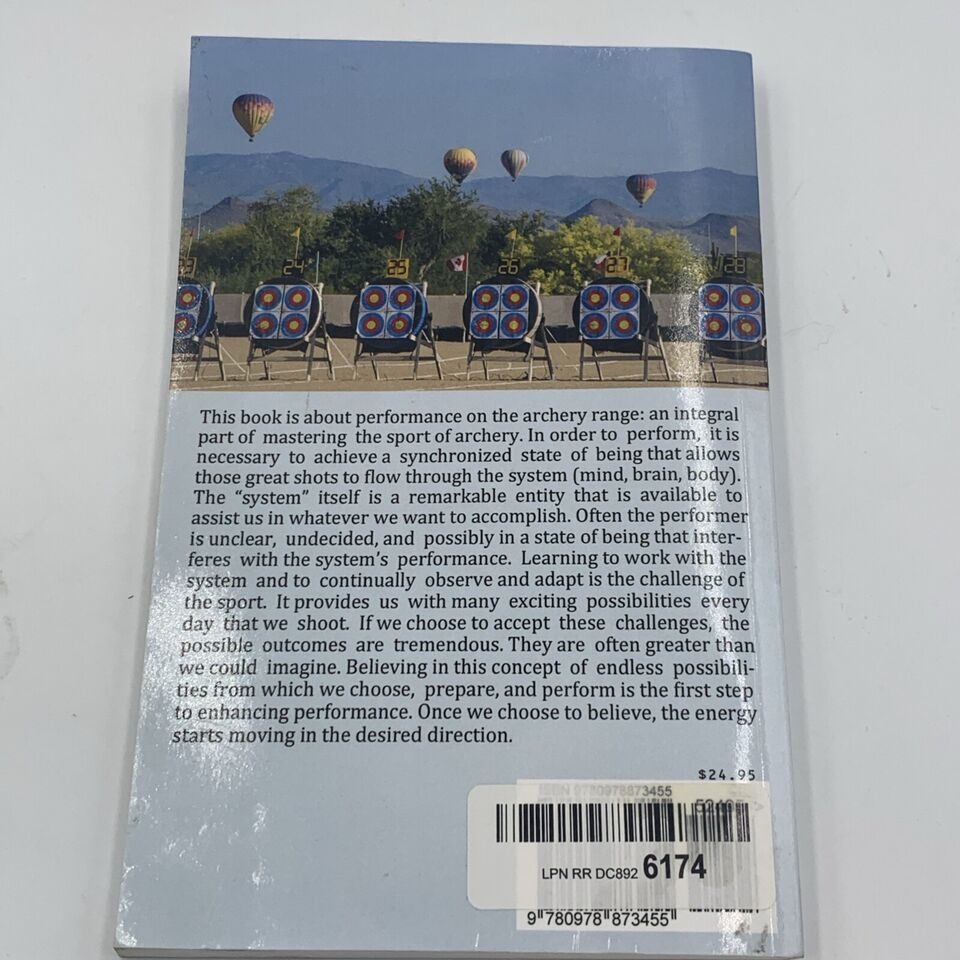 23 24 25 26 27 28
This book is about performance on the archery range: an integral
part of mastering the sport of archery. In order to perform, it is
necessary to achieve a synchronized state of being that allows
those great shots to flow through the system (mind, brain, body).
The “system” itself is a remarkable entity that is available to
assist us in whatever we want to accomplish. Often the performer
is unclear, undecided, and possibly in a state of being that inter-
feres with the system’s performance. Learning to work with the
system and to continually observe and adapt is the challenge of
the sport. It provides us with many exciting possibilities every
day that we shoot. If we choose to accept these challenges, the
possible outcomes are tremendous. They are often greater than
we could imagine. Believing in this concept of endless possibili-
ties from which we choose, prepare, and perform is the first step
to enhancing performance. Once we choose to believe, the energy
starts moving in the desired direction.
$24.95
ISBN 9780978873455
LPN RR DC892 6174
9 780978 873455